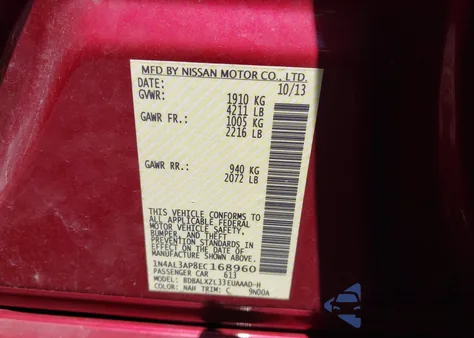 MFD BY NISSAN MOTOR CO., LTD.
DATE: 10/13
GVWR: 1910 KG
4211 LB
GAWR FR.: 1005 KG
2216 LB
GAWR RR.: 940 KG
2072 LB
THIS VEHICLE CONFORMS TO
ALL APPLICABLE FEDERAL
MOTOR VEHICLE SAFETY,
BUMPER, AND THEFT
PREVENTION STANDARDS IN
EFFECT ON THE DATE OF
MANUFACTURE SHOWN ABOVE.
1N4AL3AP8EC168960
PASSENGER CAR 613
MODEL: BDBALXZL33EUAAAD-H
COLOR: NAH TRIM: C 9N00A